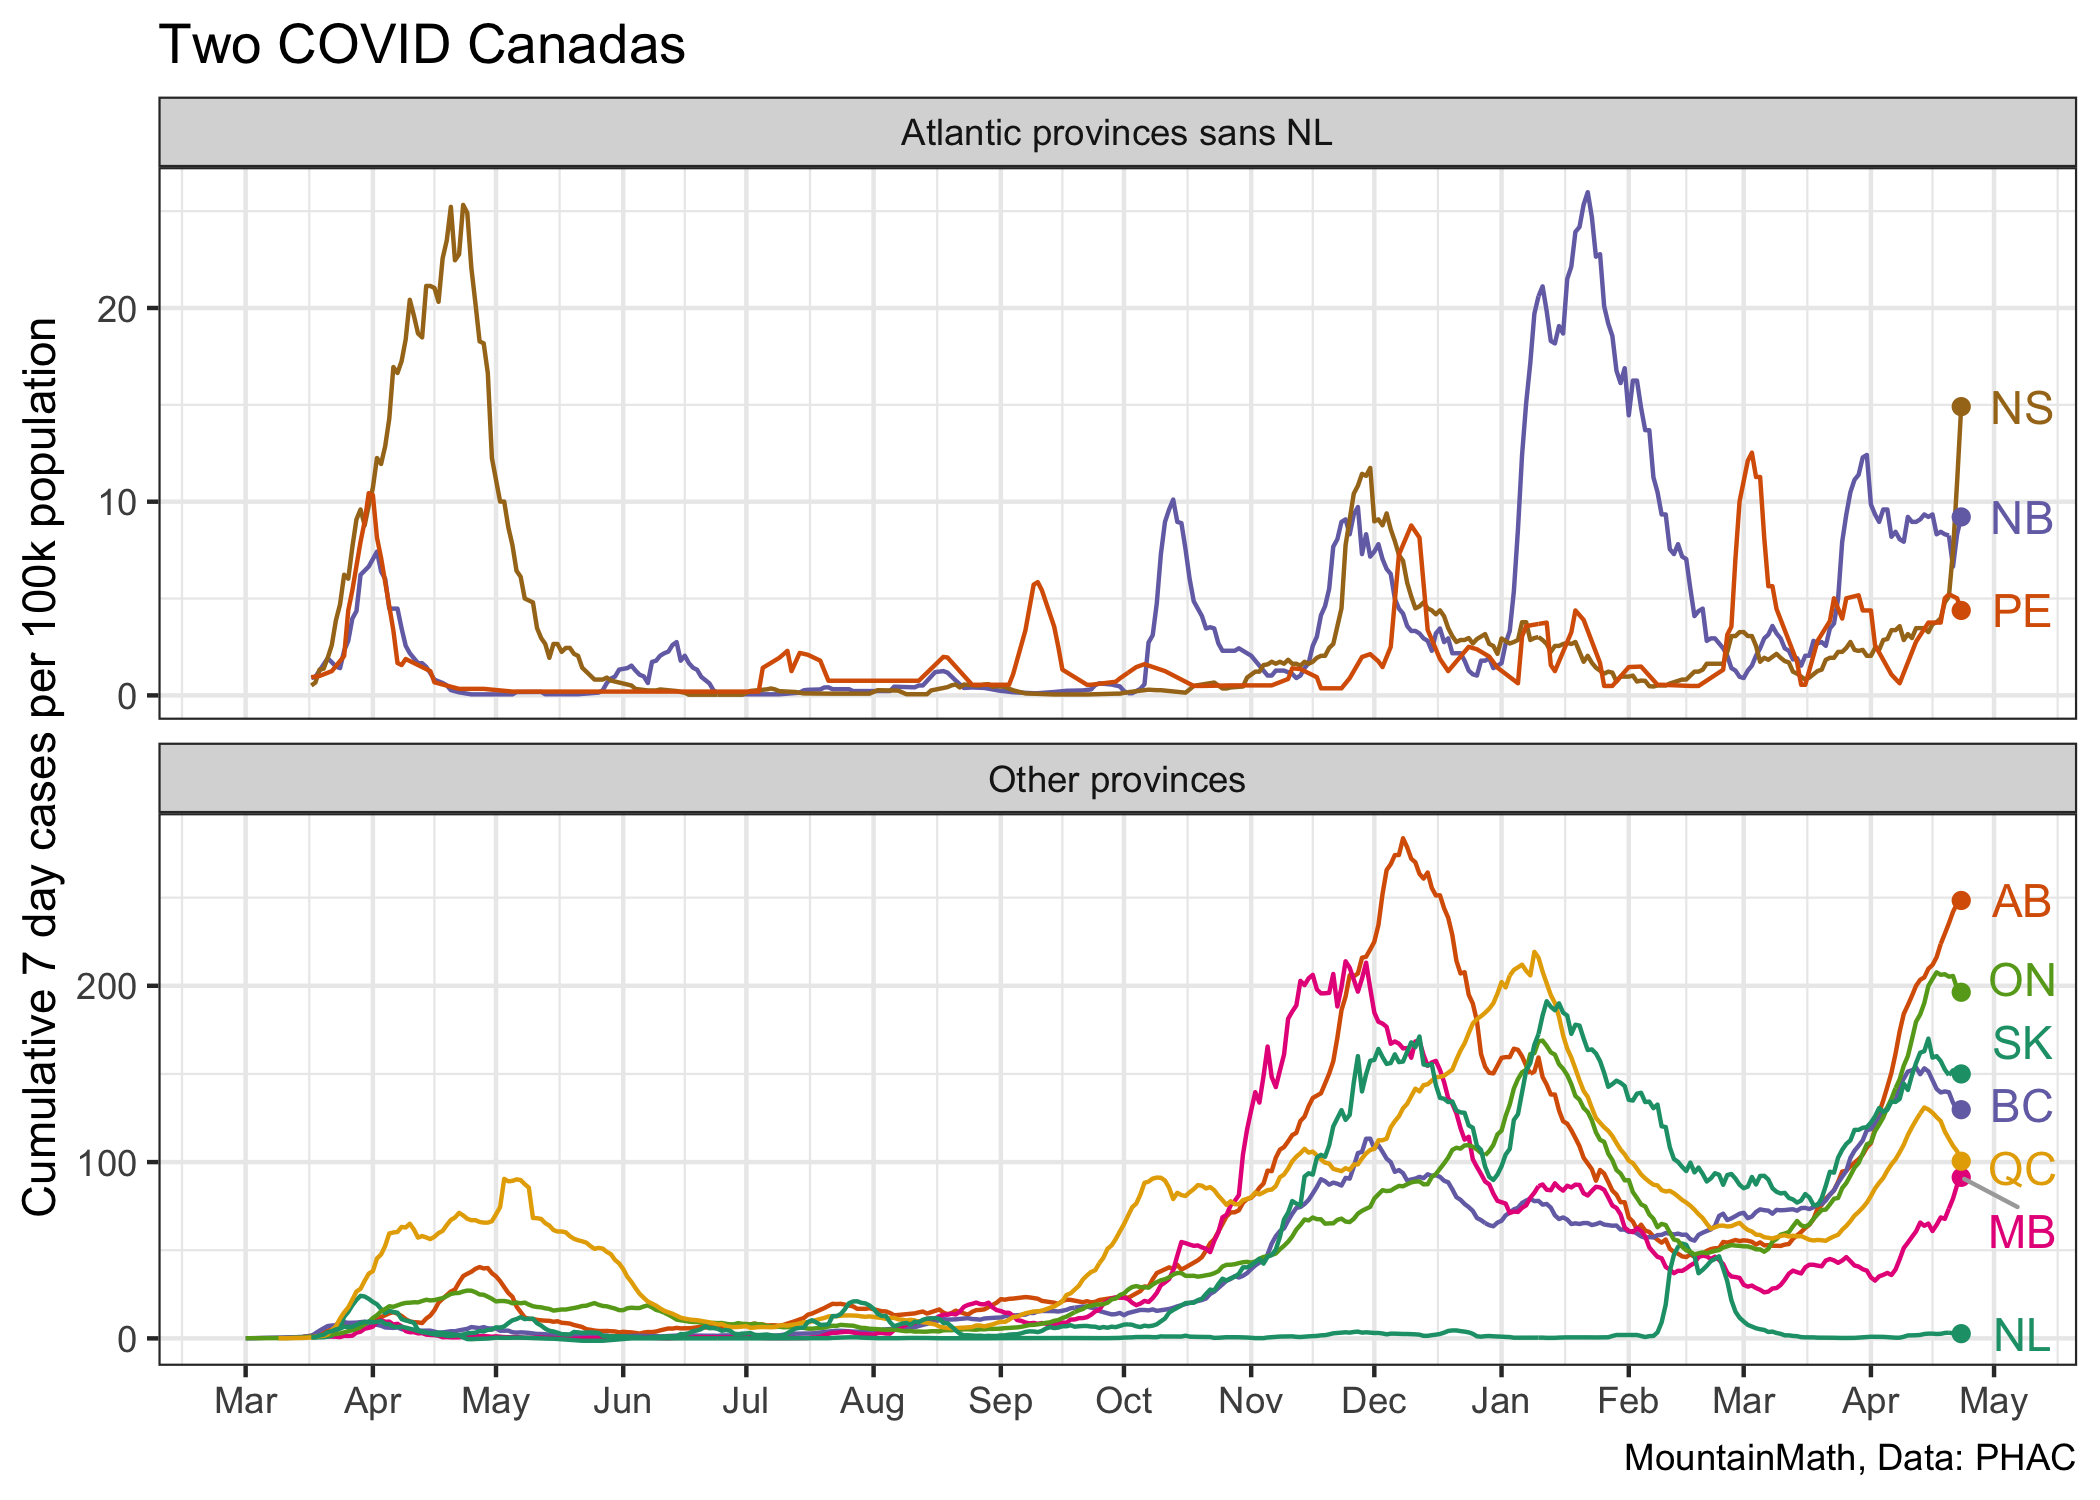 Two COVID Canadas
Atlantic provinces sans NL
Cumulative 7 day cases per 100k population
20
10
0
NS
NB
PE
Other provinces
200
100
0
AB
ON
SK
BC
QC
MB
NL
Mar Apr May Jun Jul Aug Sep Oct Nov Dec Jan Feb Mar Apr May
MountainMath, Data: PHAC